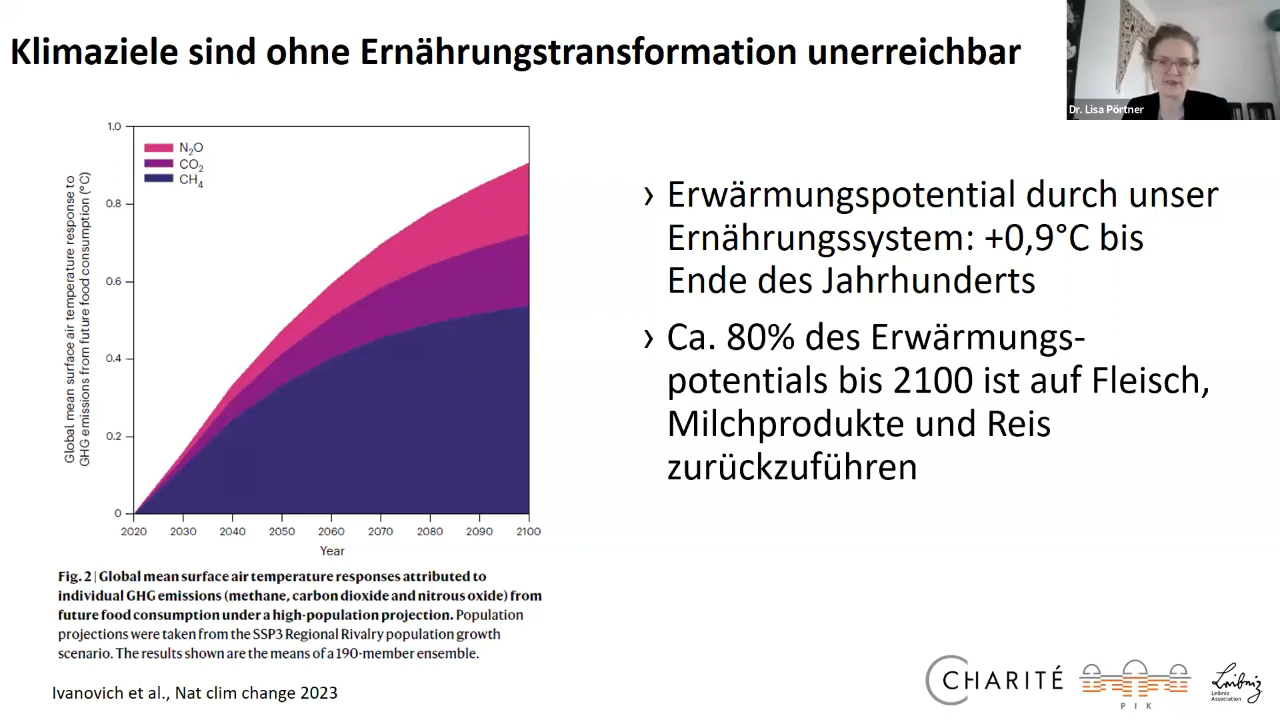 Klimaziele sind ohne Ernährungstransformation unerreichbar
Dr. Lisa Pörtner
Global mean surface air temperature response to
GHG emissions from future food consumption (°C)
1.0
0.8
0.6
0.4
0.2
0
N₂O
CO₂
CH₄
2020 2030 2040 2050 2060 2070 2080 2090 2100
Year
Fig. 2 | Global mean surface air temperature responses attributed to
individual GHG emissions (methane, carbon dioxide and nitrous oxide) from
future food consumption under a high-population projection. Population
projections were taken from the SSP3 Regional Rivalry population growth
scenario. The results shown are the means of a 190-member ensemble.
Ivanovich et al., Nat clim change 2023
› Erwärmungspotential durch unser
Ernährungssystem: +0,9°C bis
Ende des Jahrhunderts
› Ca. 80% des Erwärmungs-
potentials bis 2100 ist auf Fleisch,
Milchprodukte und Reis
zurückzuführen
CHARITÉ
PIK
Leibniz
Leibniz
Association